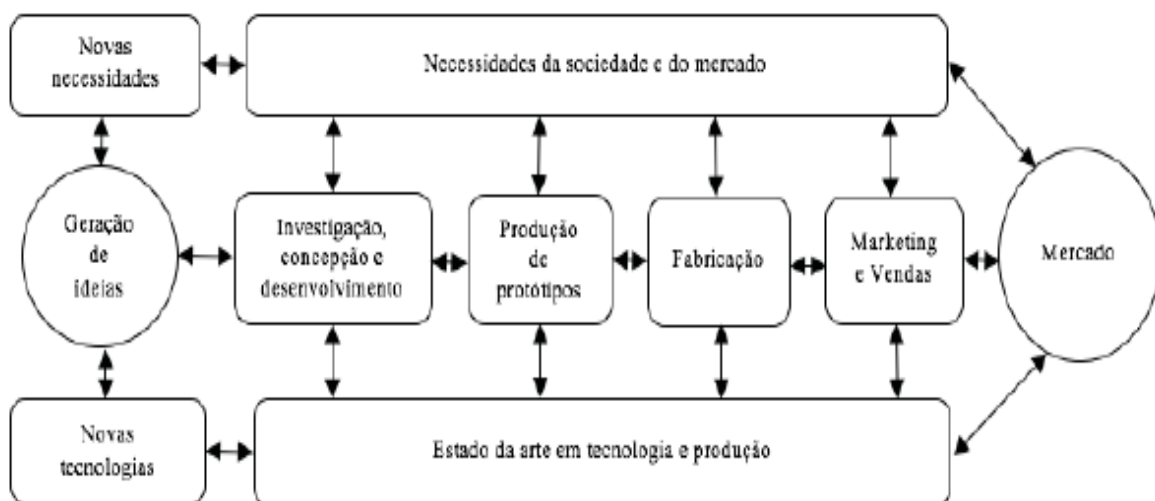 Novas
necessidades
Necessidades da sociedade e do mercado
Geração
de
ideias
Investigação,
concepção e
desenvolvimento
Produção
de
protótipos
Fabricação
Marketing
e Vendas
Mercado
Novas
tecnologias
Estado da arte em tecnologia e produção